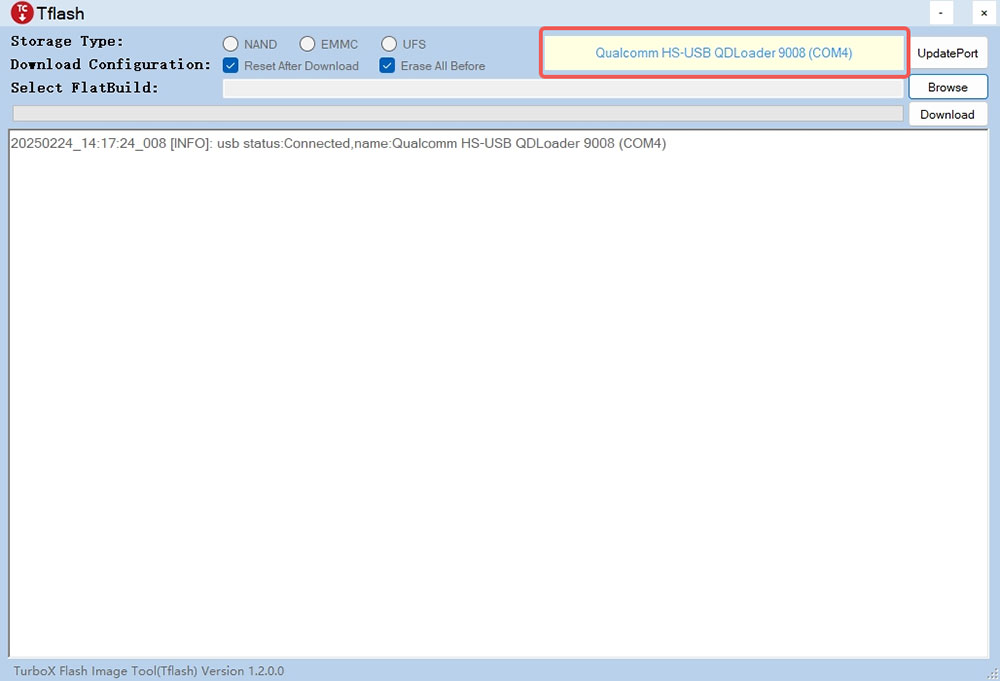 TC Tflash - ×
Storage Type: NAND EMMC UFS Qualcomm HS-USB QDLoader 9008 (COM4) UpdatePort
Download Configuration: Reset After Download Erase All Before
Select FlatBuild: Browse
Download
20250224_14:17:24_008 [INFO]: usb status:Connected,name:Qualcomm HS-USB QDLoader 9008 (COM4)
TurboX Flash Image Tool(Tflash) Version 1.2.0.0